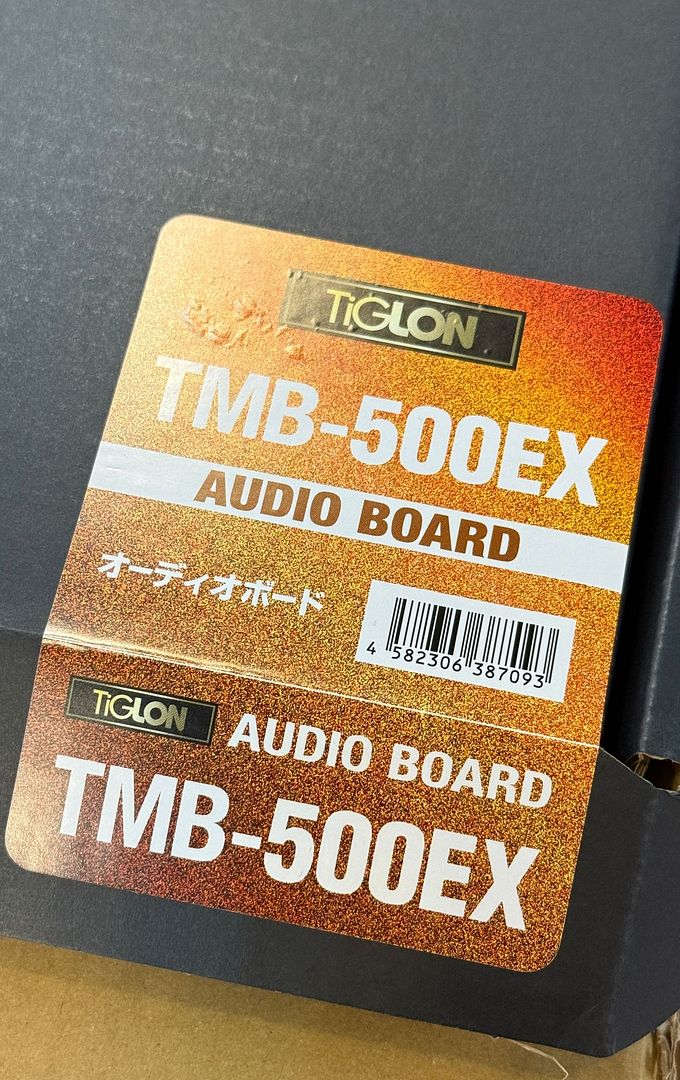 TiGLON
TMB-500EX
AUDIO BOARD
オーディオボード
4 582306 387093
TiGLON
AUDIO BOARD
TMB-500EX